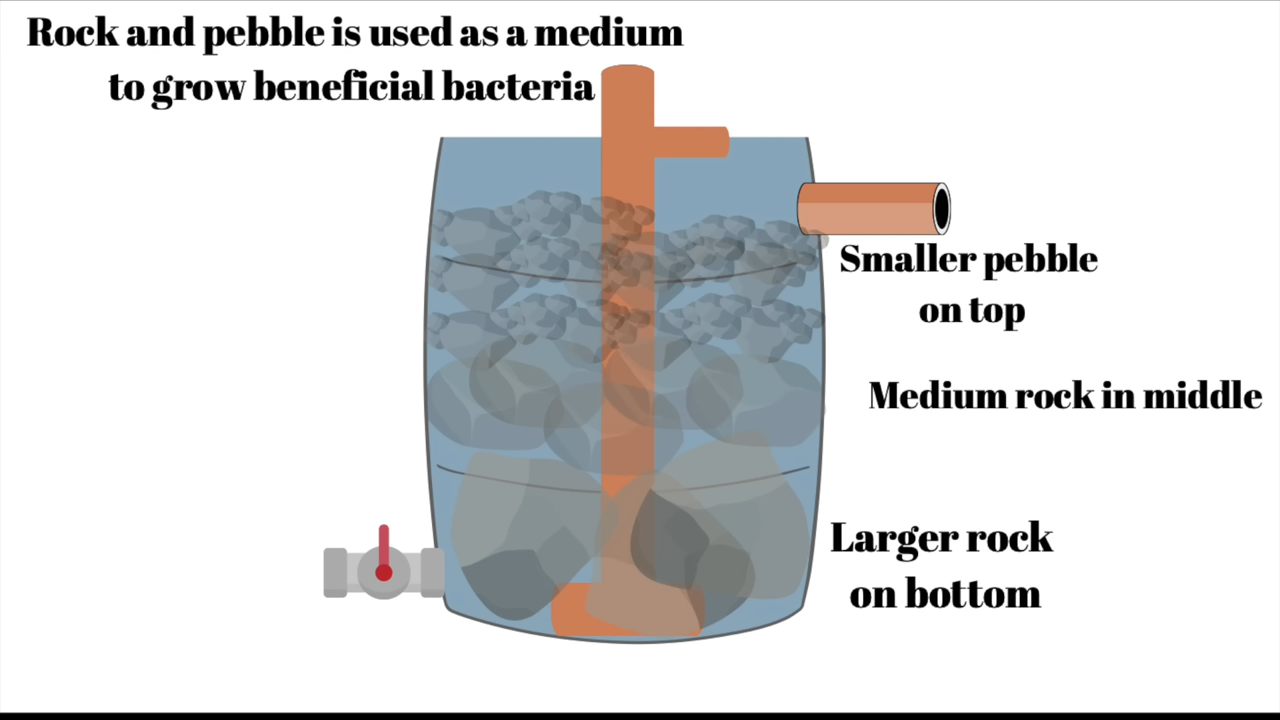 Rock and pebble is used as a medium
to grow beneficial bacteria
Smaller pebble
on top
Medium rock in middle
Larger rock
on bottom